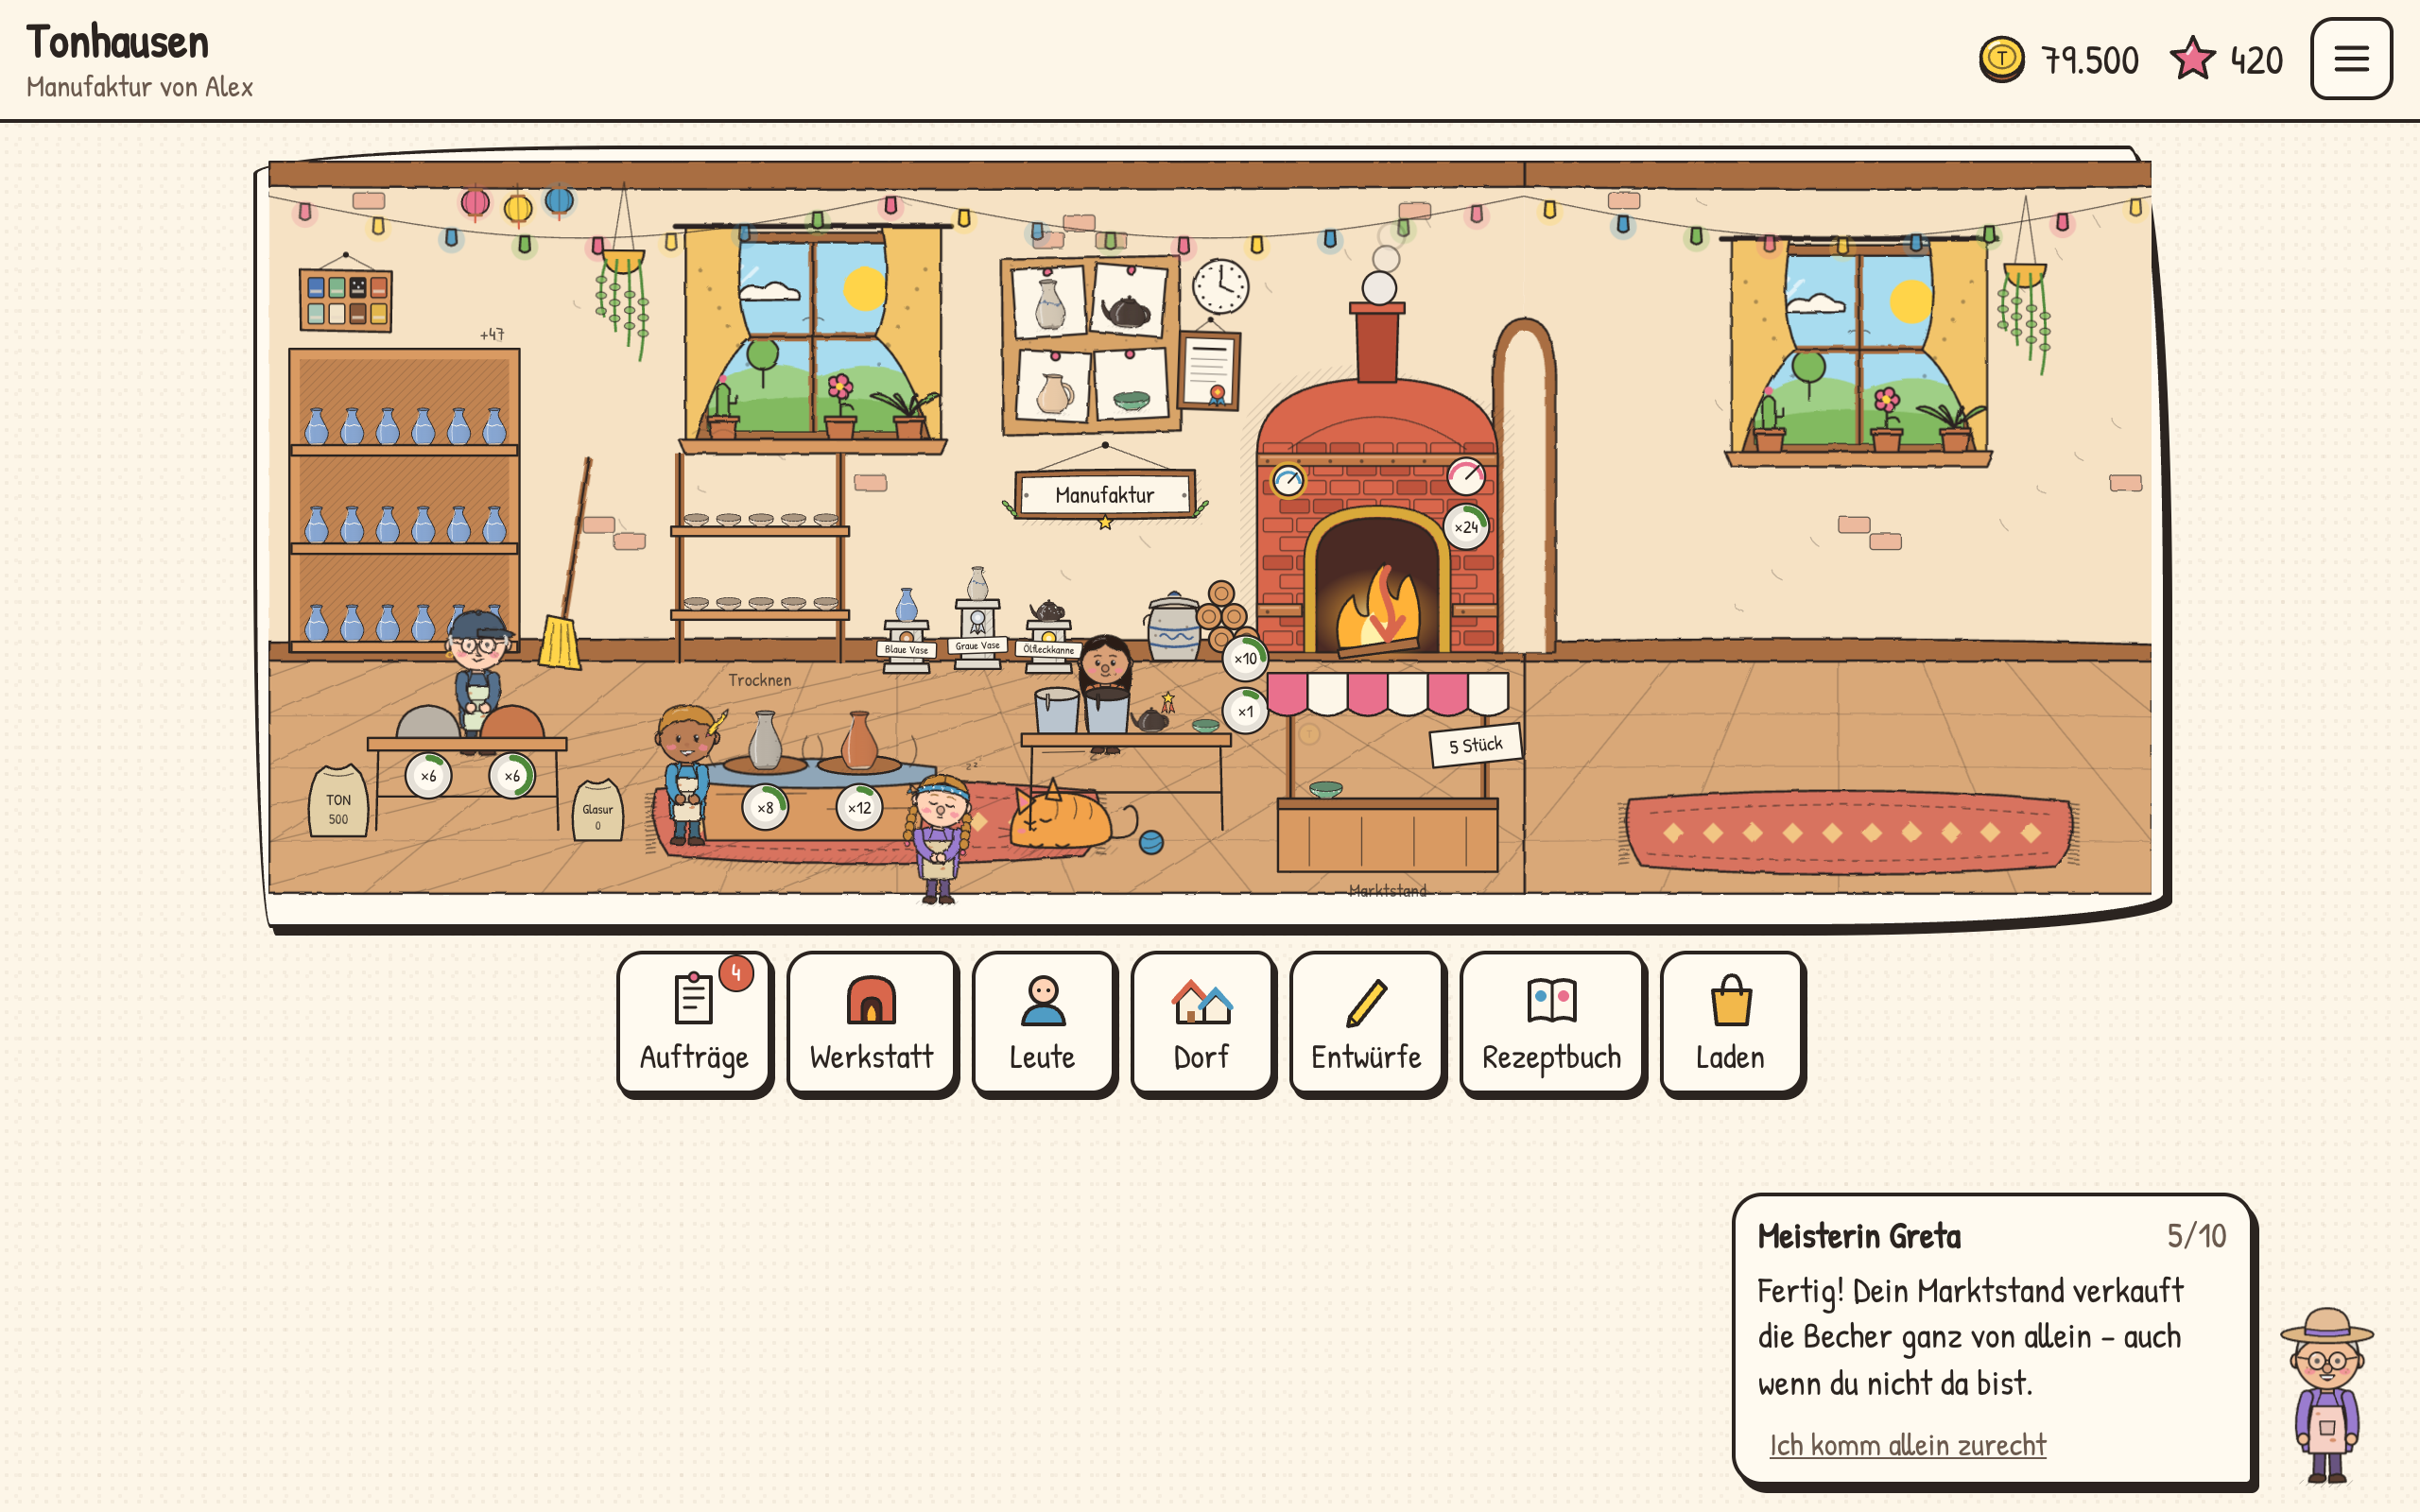 Tonhausen
Manufaktur von Alex
T
79.500
420
+47
Manufaktur
×24
Blaue Vase
Graue Vase
Ölfleckkanne
×10
×1
Trocknen
5 Stück
×6
×6
×8
×12
zz
TON
500
Glasur
0
Marktstand
4
Aufträge
Werkstatt
Leute
Dorf
Entwürfe
Rezeptbuch
Laden
Meisterin Greta
5/10
Fertig! Dein Marktstand verkauft
die Becher ganz von allein – auch
wenn du nicht da bist.
Ich komm allein zurecht